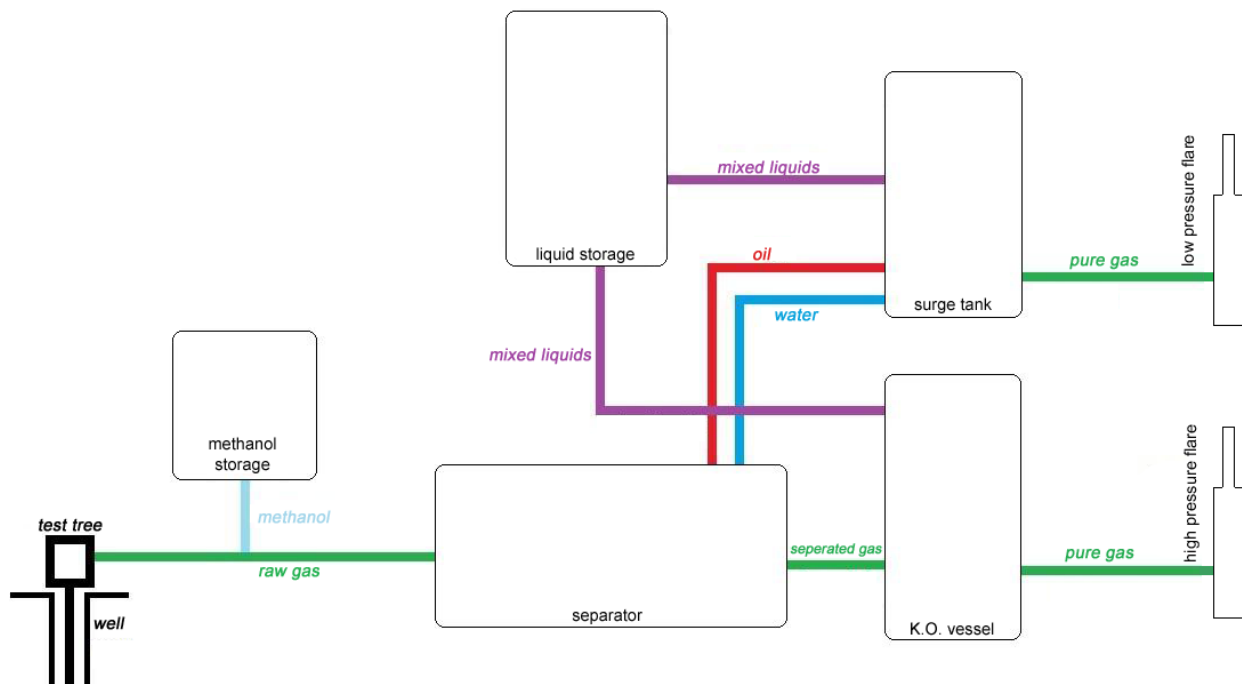 mixed liquids
liquid storage
oil
water
surge tank
pure gas
low pressure flare
mixed liquids
methanol
storage
methanol
test tree
raw gas
well
separator
seperated gas
K.O. vessel
pure gas
high pressure flare